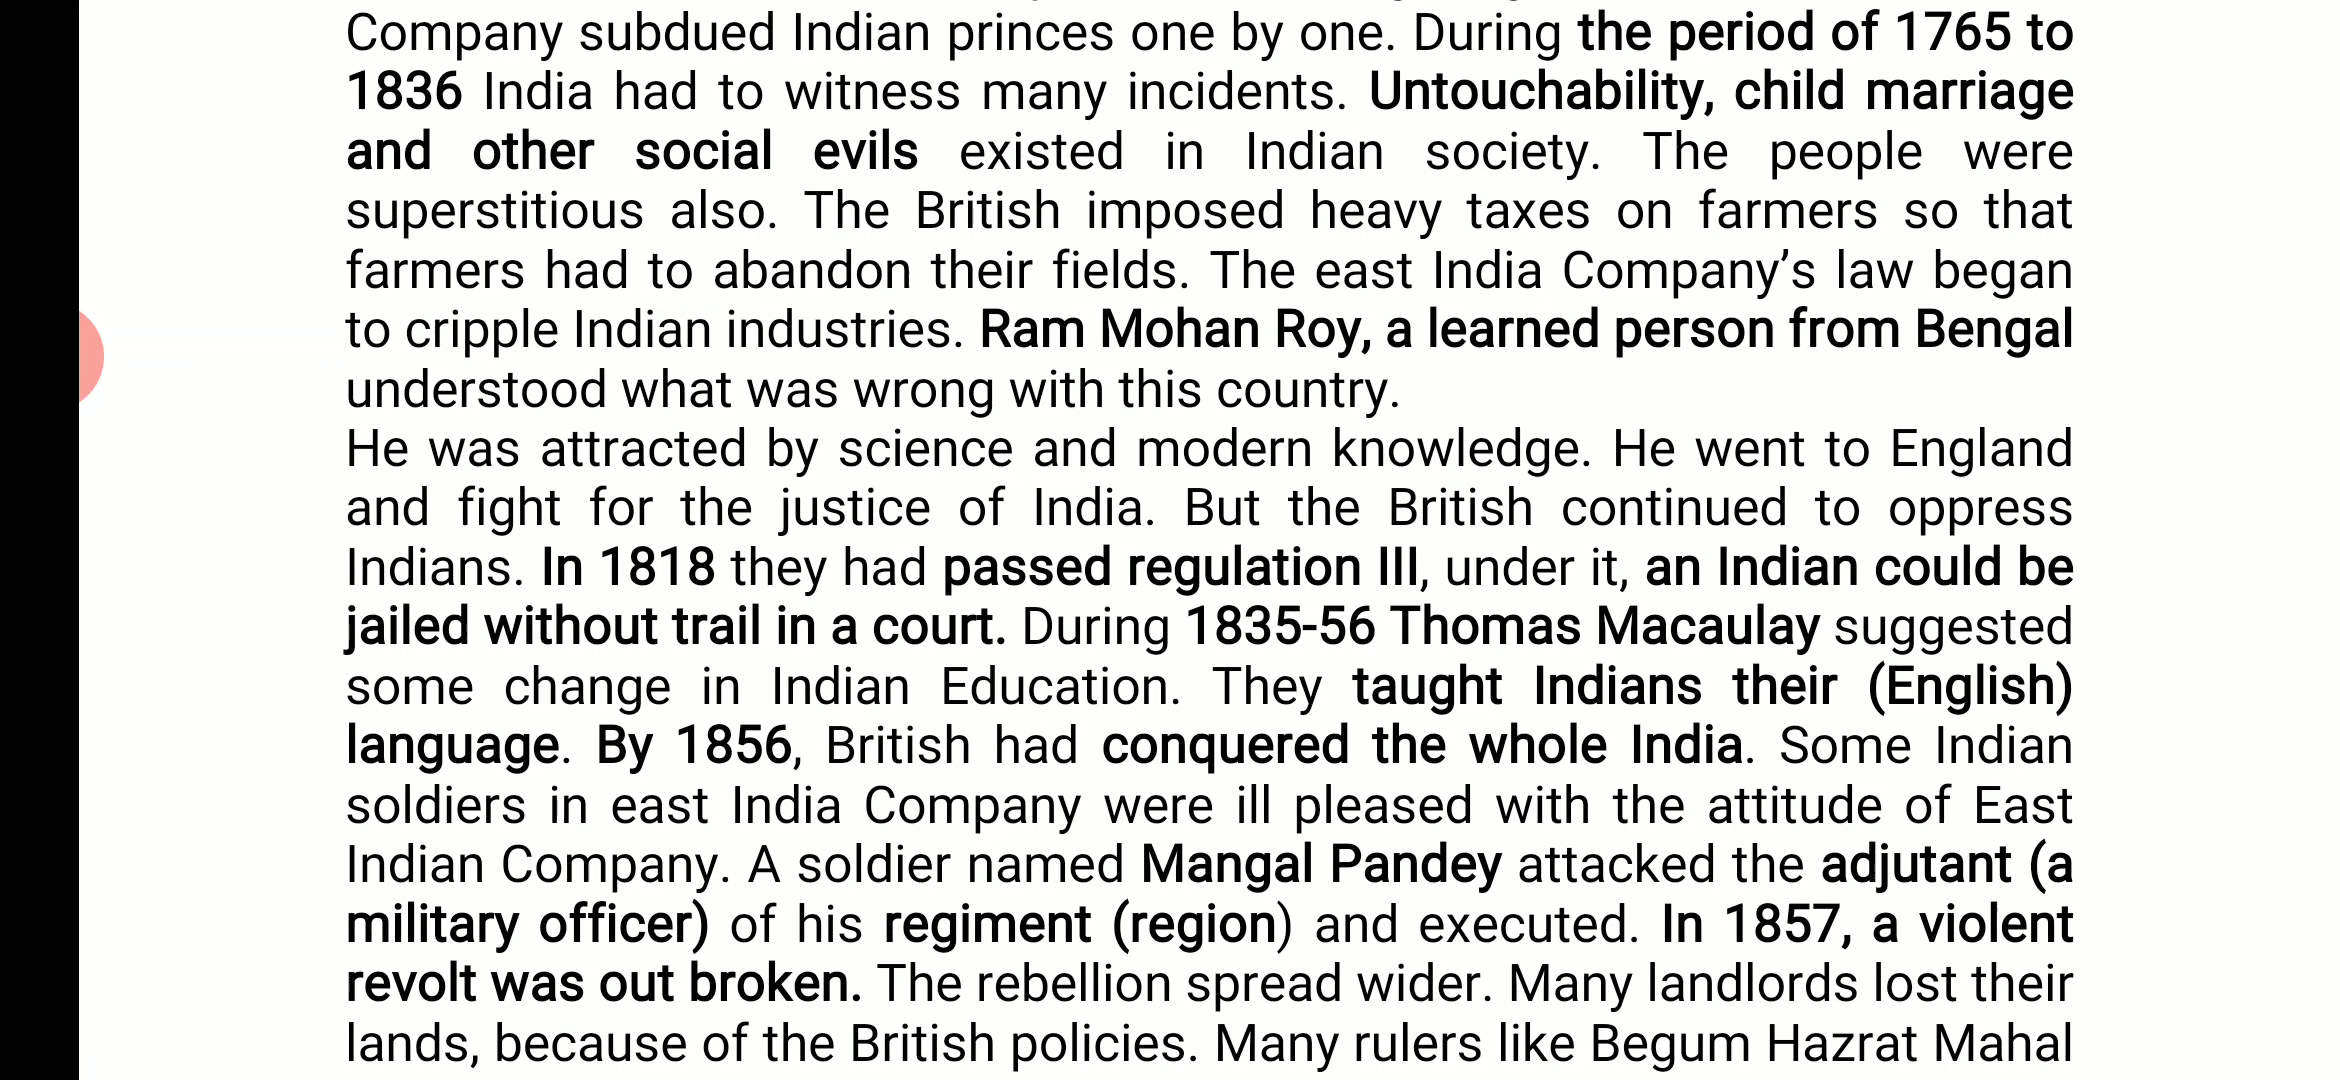 Company subdued Indian princes one by one. During the period of 1765 to
1836 India had to witness many incidents. Untouchability, child marriage
and other social evils existed in Indian society. The people were
superstitious also. The British imposed heavy taxes on farmers so that
farmers had to abandon their fields. The east India Company’s law began
to cripple Indian industries. Ram Mohan Roy, a learned person from Bengal
understood what was wrong with this country.
He was attracted by science and modern knowledge. He went to England
and fight for the justice of India. But the British continued to oppress
Indians. In 1818 they had passed regulation III, under it, an Indian could be
jailed without trail in a court. During 1835-56 Thomas Macaulay suggested
some change in Indian Education. They taught Indians their (English)
language. By 1856, British had conquered the whole India. Some Indian
soldiers in east India Company were ill pleased with the attitude of East
Indian Company. A soldier named Mangal Pandey attacked the adjutant (a
military officer) of his regiment (region) and executed. In 1857, a violent
revolt was out broken. The rebellion spread wider. Many landlords lost their
lands, because of the British policies. Many rulers like Begum Hazrat Mahal